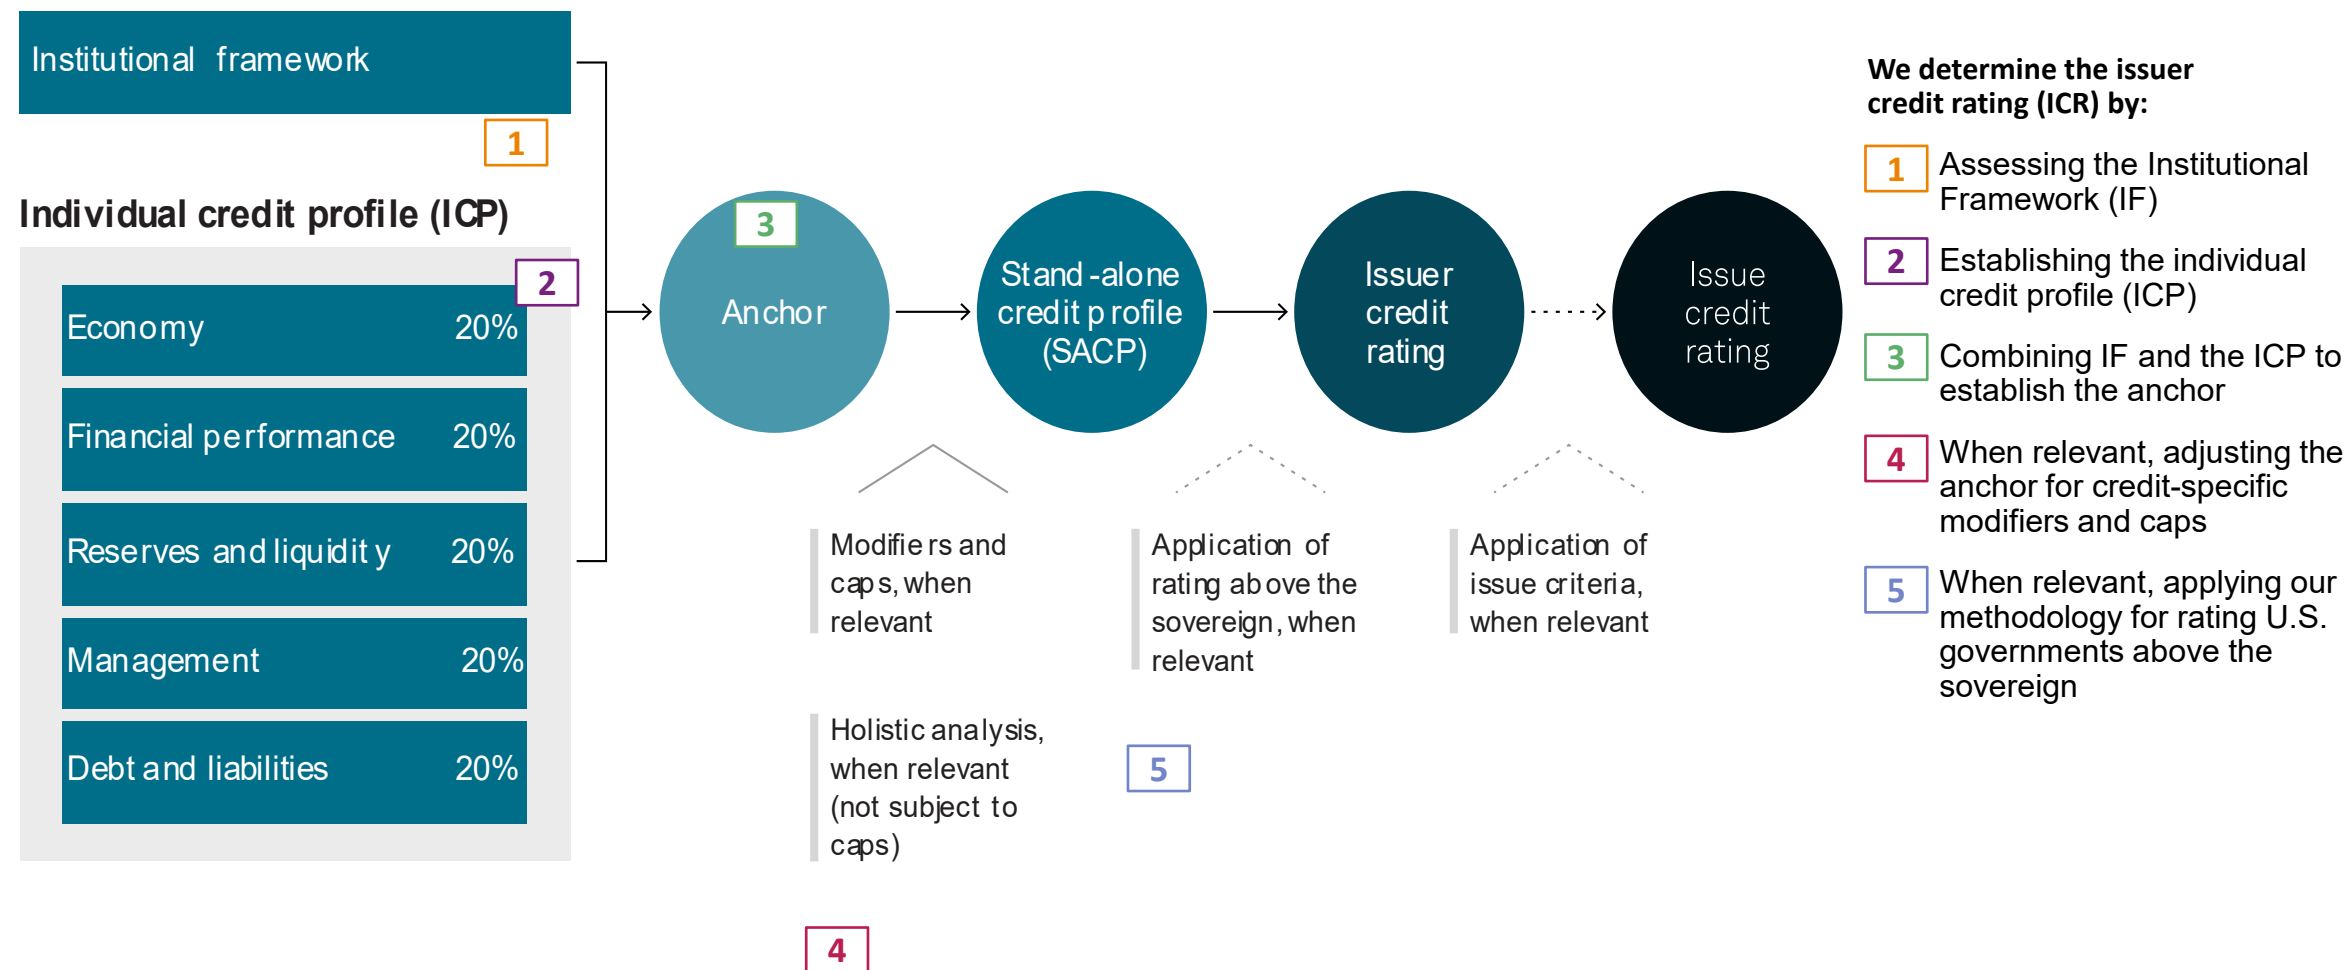 Institutional framework
1
Individual credit profile (ICP)
2
Economy 20%
Financial performance 20%
Reserves and liquidity 20%
Management 20%
Debt and liabilities 20%
3
Anchor
Stand-alone
credit profile
(SACP)
Issuer
credit
rating
Issue
credit
rating
Modifiers and
caps, when
relevant
Holistic analysis,
when relevant
(not subject to
caps)
4
Application of
rating above the
sovereign, when
relevant
5
Application of
issue criteria,
when relevant
We determine the issuer
credit rating (ICR) by:
1 Assessing the Institutional
Framework (IF)
2 Establishing the individual
credit profile (ICP)
3 Combining IF and the ICP to
establish the anchor
4 When relevant, adjusting the
anchor for credit-specific
modifiers and caps
5 When relevant, applying our
methodology for rating U.S.
governments above the
sovereign